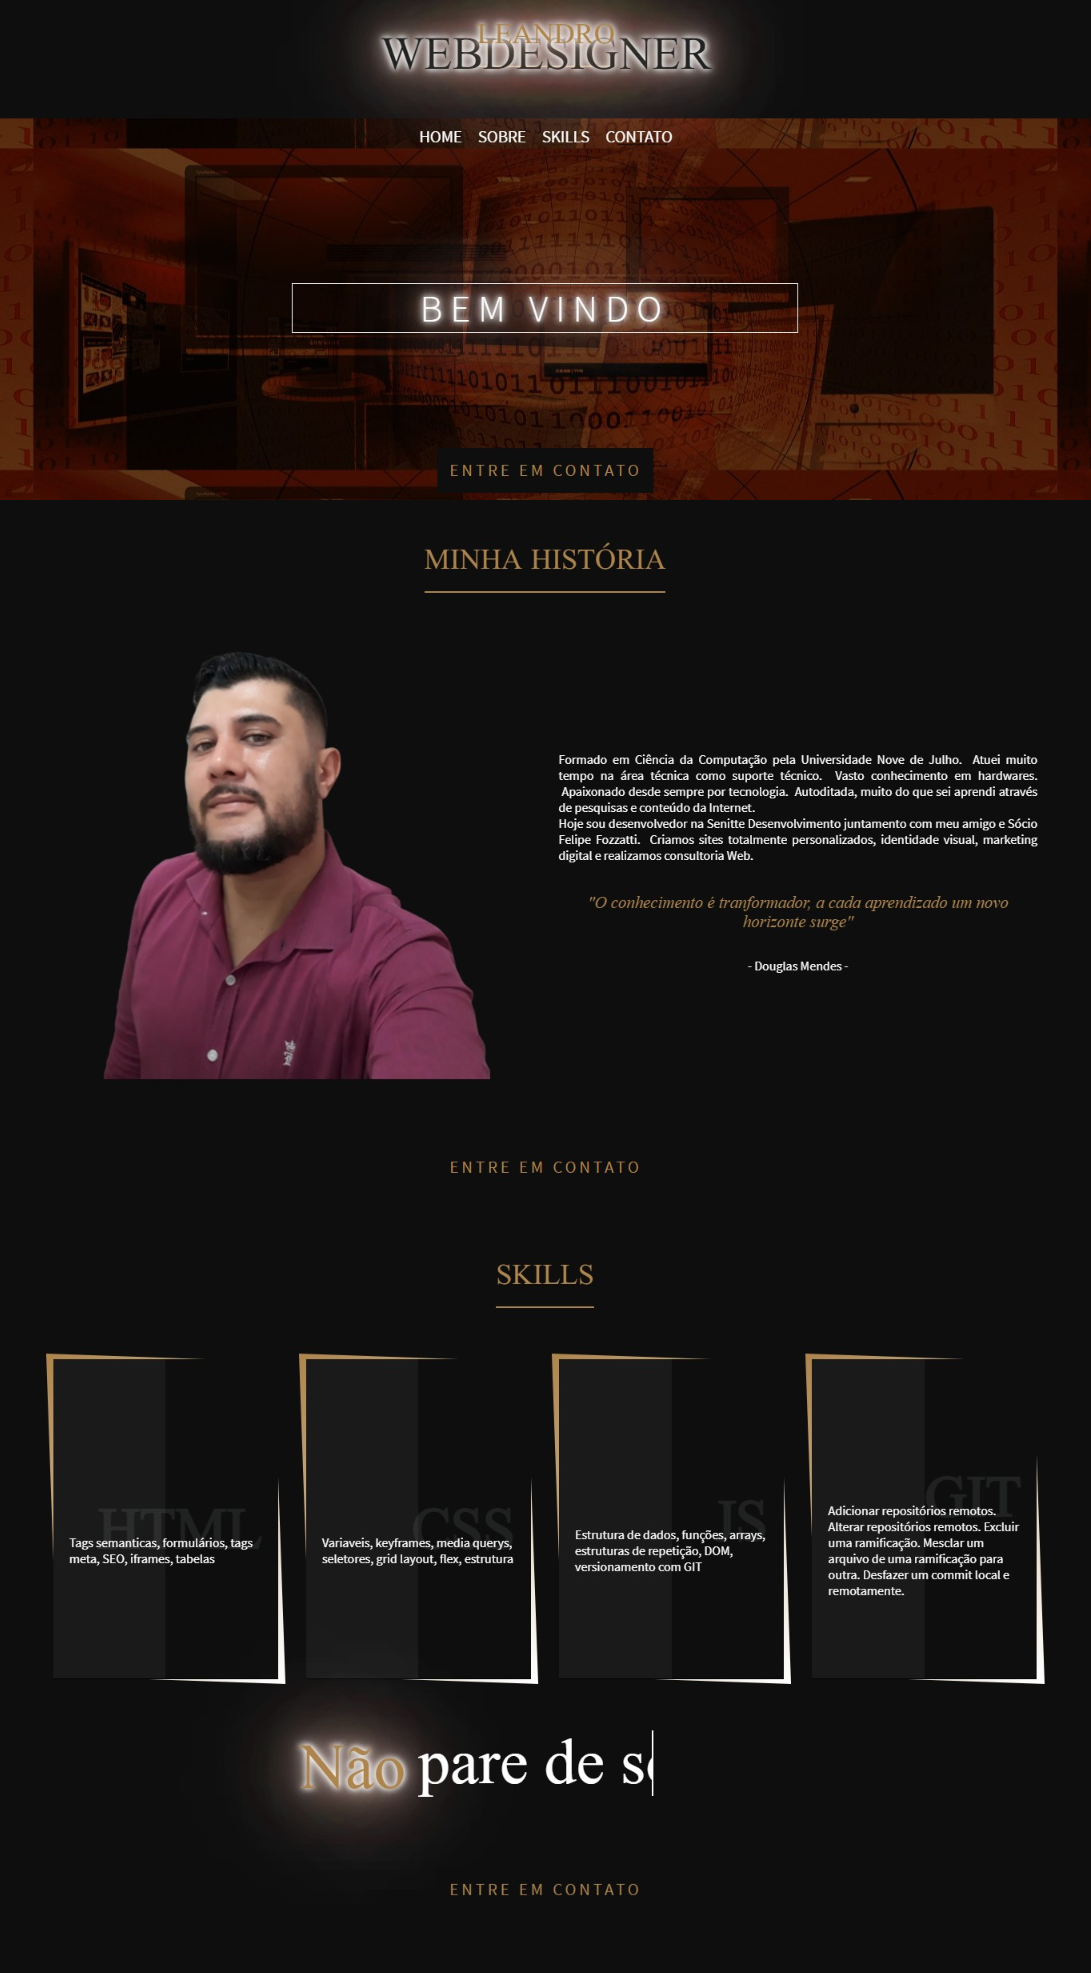 LEANDRO
WEBDESIGNER
HOME SOBRE SKILLS CONTATO
BEM VINDO
ENTRE EM CONTATO
MINHA HISTÓRIA
Formado em Ciência da Computação pela Universidade Nove de Julho. Atuei muito
tempo na área técnica como suporte técnico. Vasto conhecimento em hardwares.
Apaixonado desde sempre por tecnologia. Autoditada, muito do que sei aprendi através
de pesquisas e conteúdo da Internet.
Hoje sou desenvolvedor na Senitte Desenvolvimento juntamento com meu amigo e Sócio
Felipe Fozzatti. Criamos sites totalmente personalizados, identidade visual, marketing
digital e realizamos consultoria Web.
"O conhecimento é tranformador, a cada aprendizado um novo
horizonte surge"
- Douglas Mendes -
ENTRE EM CONTATO
SKILLS
HTML
Tags semanticas, formulários, tags
meta, SEO, iframes, tabelas
CSS
Variaveis, keyframes, media querys,
seletores, grid layout, flex, estrutura
JS
Estrutura de dados, funções, arrays,
estruturas de repetição, DOM,
versionamento com GIT
GIT
Adicionar repositórios remotos.
Alterar repositórios remotos. Excluir
uma ramificação. Mesclar um
arquivo de uma ramificação para
outra. Desfazer um commit local e
remotamente.
Não pare de s
ENTRE EM CONTATO